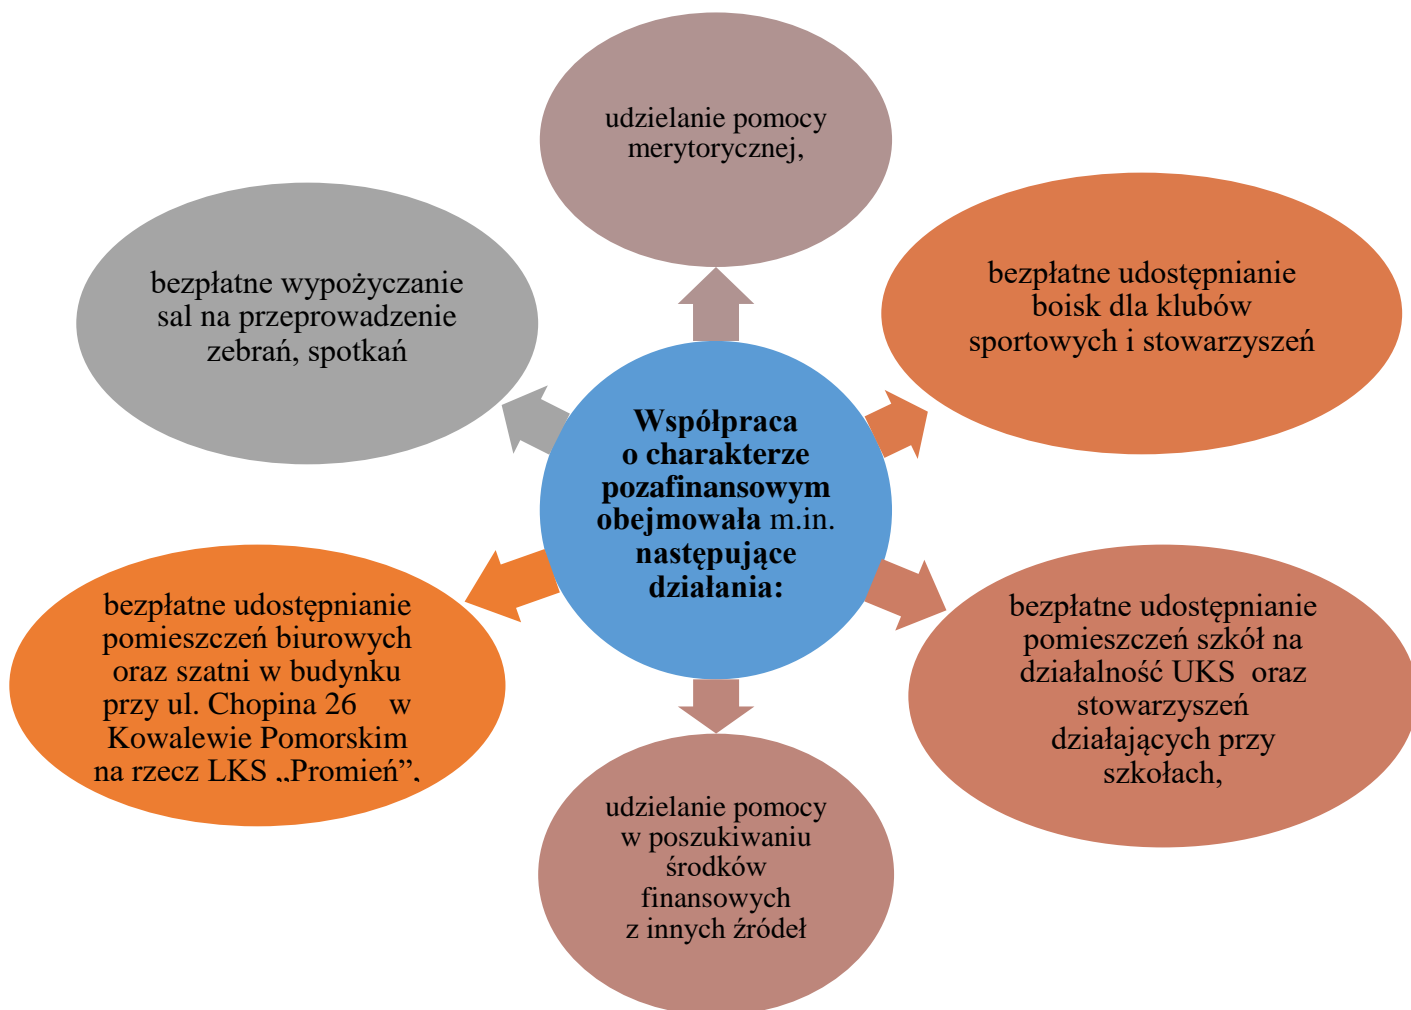 udzielanie pomocy
merytorycznej,
bezpłatne udostępnianie
boisk dla klubów
sportowych i stowarzyszeń
bezpłatne udostępnianie
pomieszczeń szkół na
działalność UKS oraz
stowarzyszeń
działających przy
szkołach,
udzielanie pomocy
w poszukiwaniu
środków
finansowych
z innych źródeł
bezpłatne udostępnianie
pomieszczeń biurowych
oraz szatni w budynku
przy ul. Chopina 26 w
Kowalewie Pomorskim
na rzecz LKS „Promień”,
bezpłatne wypożyczanie
sal na przeprowadzenie
zebrań, spotkań
Współpraca
o charakterze
pozafinansowym
obejmowała m.in.
następujące
działania: